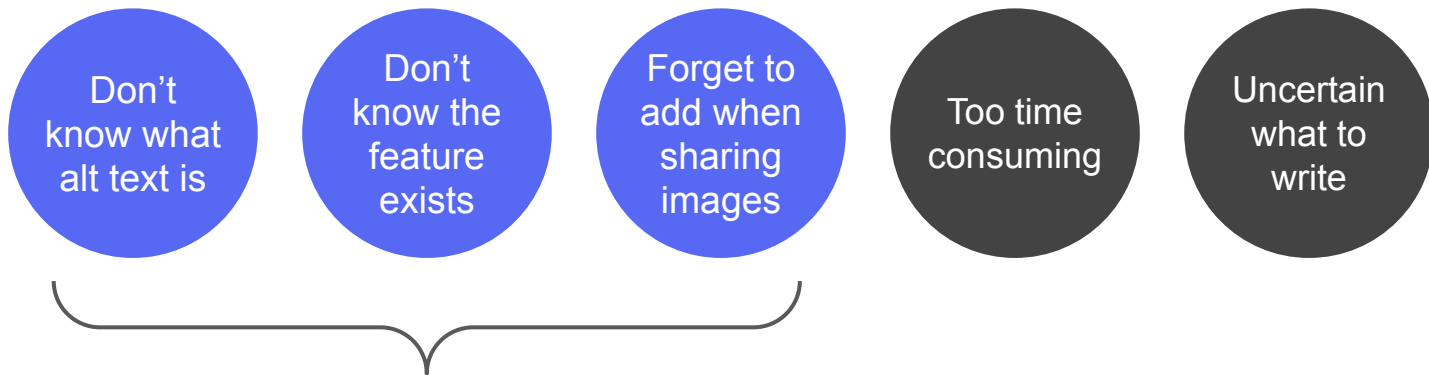 Don’t
know what
alt text is
Don’t
know the
feature
exists
Forget to
add when
sharing
images
Too time
consuming
Uncertain
what to
write